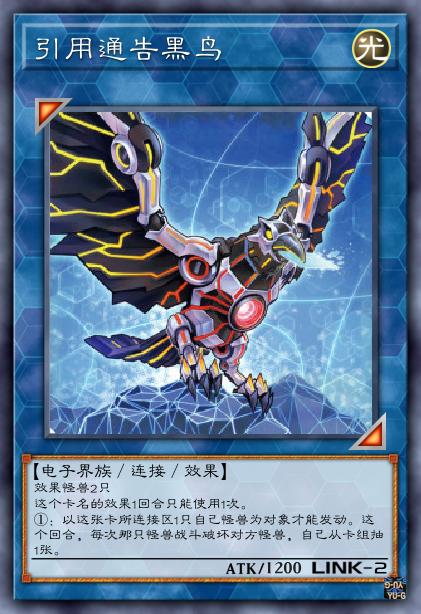 引用通告黑鸟
光
【电子界族/连接/效果】
效果怪兽2只
这个卡名的效果1回合只能使用1次。
①:以这张卡所连接区1只自己怪兽为对象才能发动。这
个回合,每次那只怪兽战斗破坏对方怪兽,自己从卡组抽
1张。
ATK/1200 LINK-2